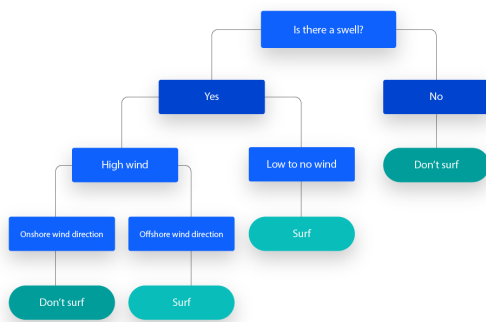 Is there a swell?
Yes
No
High wind
Low to no wind
Don't surf
Onshore wind direction
Offshore wind direction
Surf
Don't surf
Surf